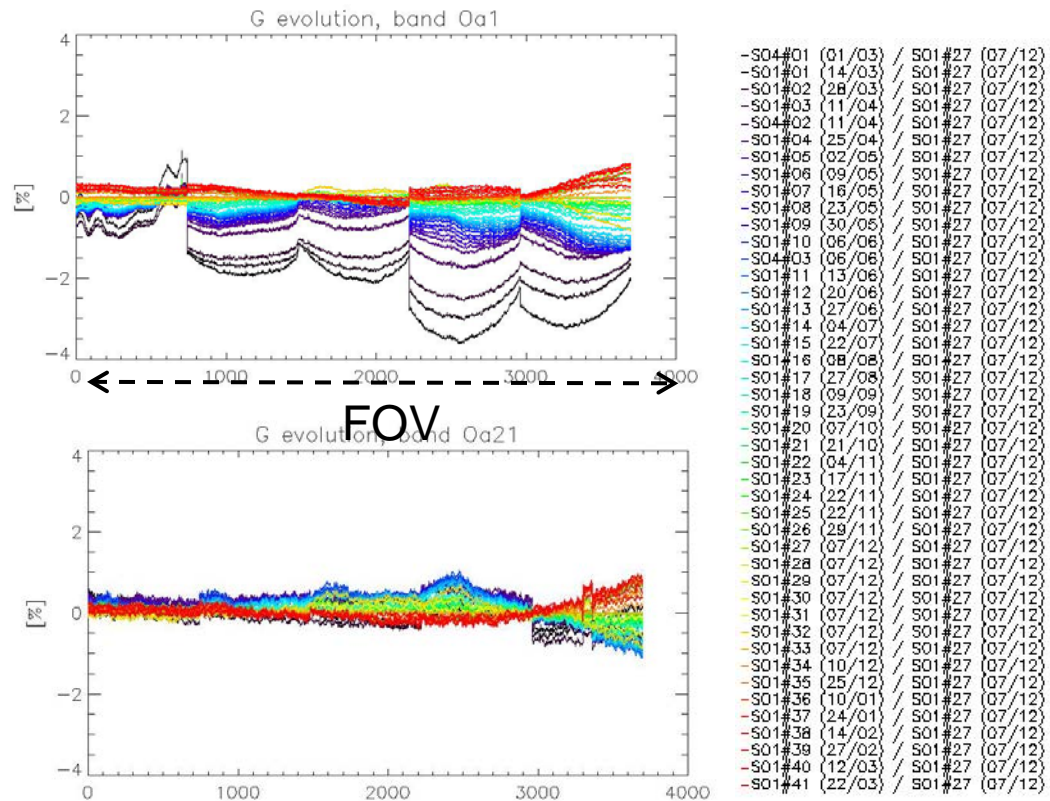 G evolution, band Oa1
4
2
0
-2
-4
[%]
0 1000 2000 3000 4000
FOV
G evolution, band Oa21
4
2
0
-2
-4
[%]
0 1000 2000 3000 4000
S04#01 (01/03) / S01#27 (07/12)
S01#01 (14/03) / S01#27 (07/12)
S01#02 (28/03) / S01#27 (07/12)
S01#03 (11/04) / S01#27 (07/12)
S04#02 (11/04) / S01#27 (07/12)
S01#04 (25/04) / S01#27 (07/12)
S01#05 (02/05) / S01#27 (07/12)
S01#06 (09/05) / S01#27 (07/12)
S01#07 (16/05) / S01#27 (07/12)
S01#08 (23/05) / S01#27 (07/12)
S01#09 (30/05) / S01#27 (07/12)
S01#10 (06/06) / S01#27 (07/12)
S04#03 (06/06) / S01#27 (07/12)
S01#11 (13/06) / S01#27 (07/12)
S01#12 (20/06) / S01#27 (07/12)
S01#13 (27/06) / S01#27 (07/12)
S01#14 (04/07) / S01#27 (07/12)
S01#15 (22/07) / S01#27 (07/12)
S01#16 (08/08) / S01#27 (07/12)
S01#17 (27/08) / S01#27 (07/12)
S01#18 (09/09) / S01#27 (07/12)
S01#19 (23/09) / S01#27 (07/12)
S01#20 (07/10) / S01#27 (07/12)
S01#21 (21/10) / S01#27 (07/12)
S01#22 (04/11) / S01#27 (07/12)
S01#23 (17/11) / S01#27 (07/12)
S01#24 (22/11) / S01#27 (07/12)
S01#25 (22/11) / S01#27 (07/12)
S01#26 (29/11) / S01#27 (07/12)
S01#27 (07/12) / S01#27 (07/12)
S01#28 (07/12) / S01#27 (07/12)
S01#29 (07/12) / S01#27 (07/12)
S01#30 (07/12) / S01#27 (07/12)
S01#31 (07/12) / S01#27 (07/12)
S01#32 (07/12) / S01#27 (07/12)
S01#33 (07/12) / S01#27 (07/12)
S01#34 (10/12) / S01#27 (07/12)
S01#35 (25/12) / S01#27 (07/12)
S01#36 (10/01) / S01#27 (07/12)
S01#37 (24/01) / S01#27 (07/12)
S01#38 (14/02) / S01#27 (07/12)
S01#39 (27/02) / S01#27 (07/12)
S01#40 (12/03) / S01#27 (07/12)
S01#41 (22/03) / S01#27 (07/12)